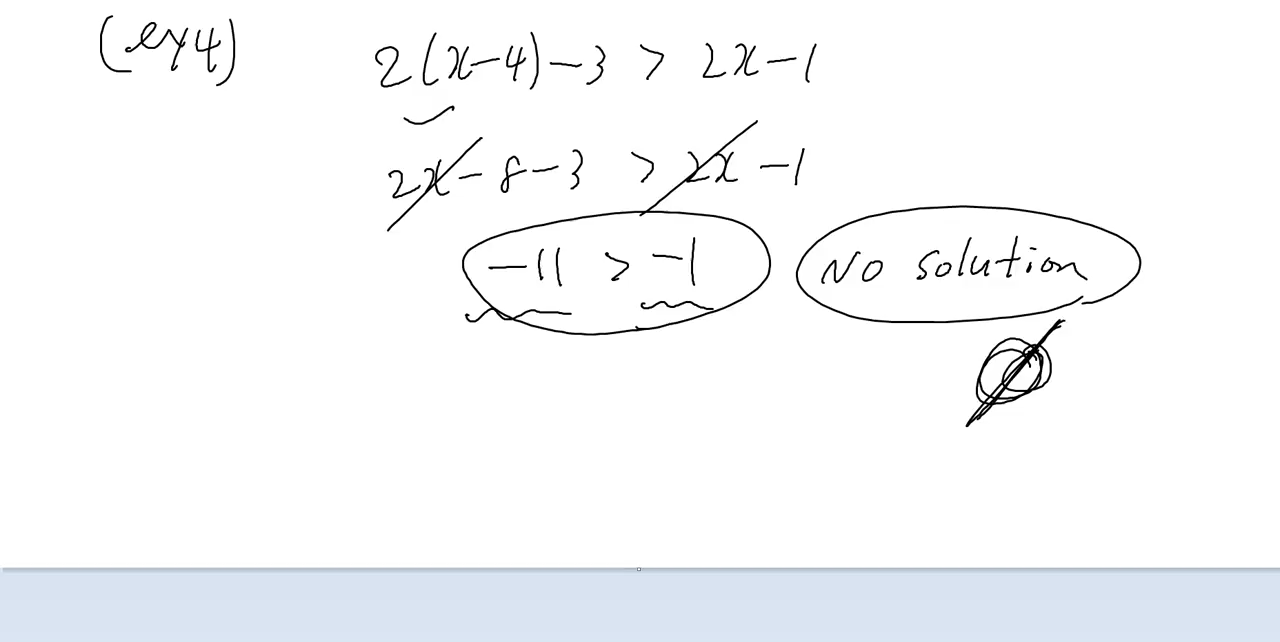 (ex4) 2(x-4)-3 > 2x-1
2x-8-3 > 2x-1
-11 > -1 No solution
∅